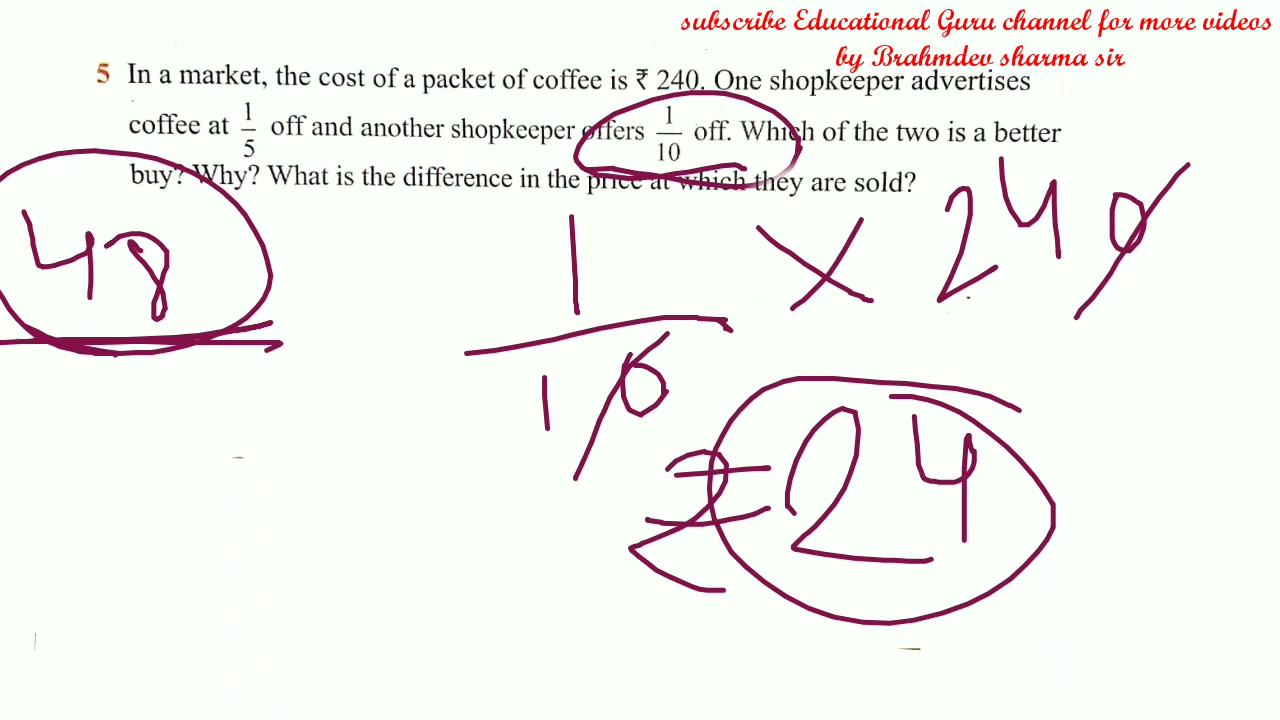 subscribe Educational Guru channel for more videos
by Brahmdev sharma sir
5 In a market, the cost of a packet of coffee is ₹ 240. One shopkeeper advertises
coffee at 1/5 off and another shopkeeper offers 1/10 off. Which of the two is a better
buy? Why? What is the difference in the price at which they are sold?
48
1/10 × 240
= ₹ 24